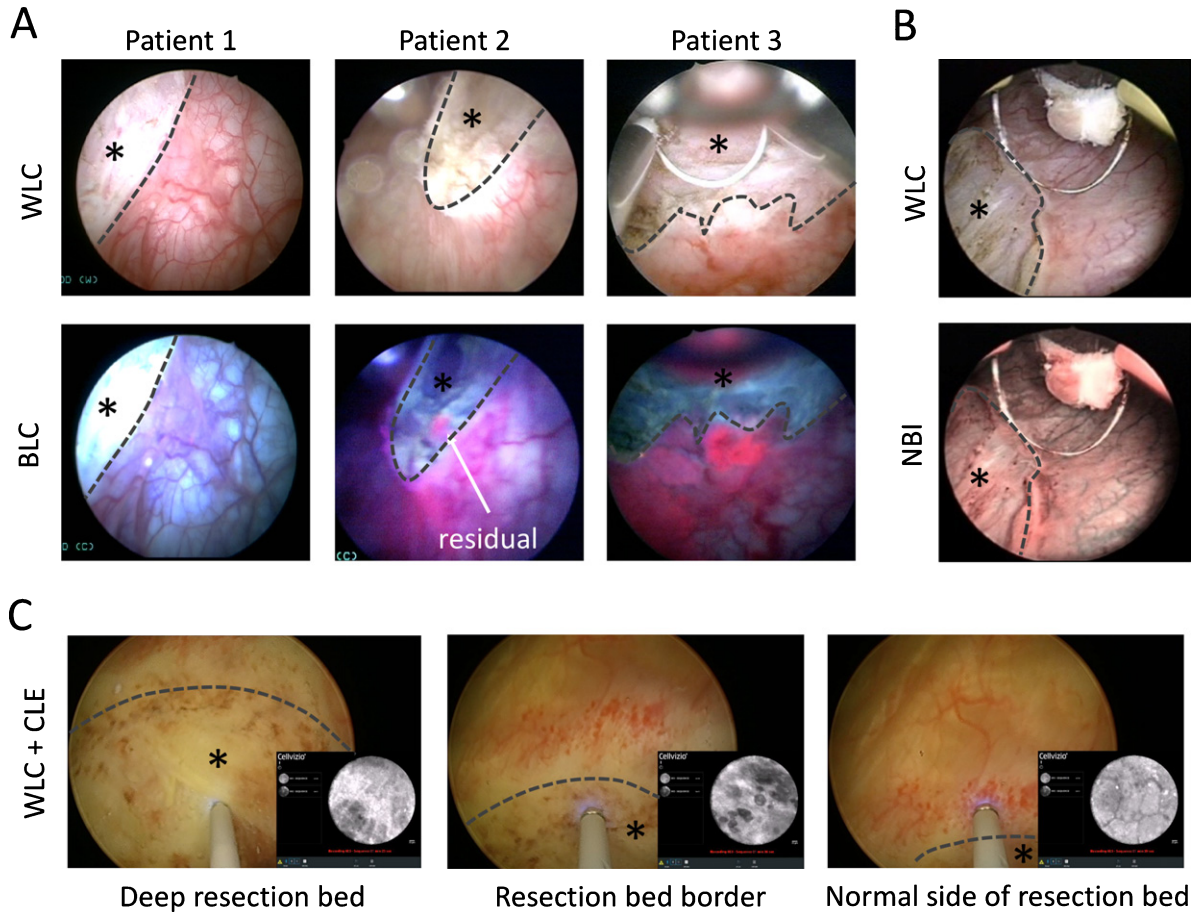 A
B
Patient 1
Patient 2
Patient 3
WLC
WLC
BLC
residual
NBI
C
WLC + CLE
Cellvizio
Cellvizio
Cellvizio
Deep resection bed
Resection bed border
Normal side of resection bed